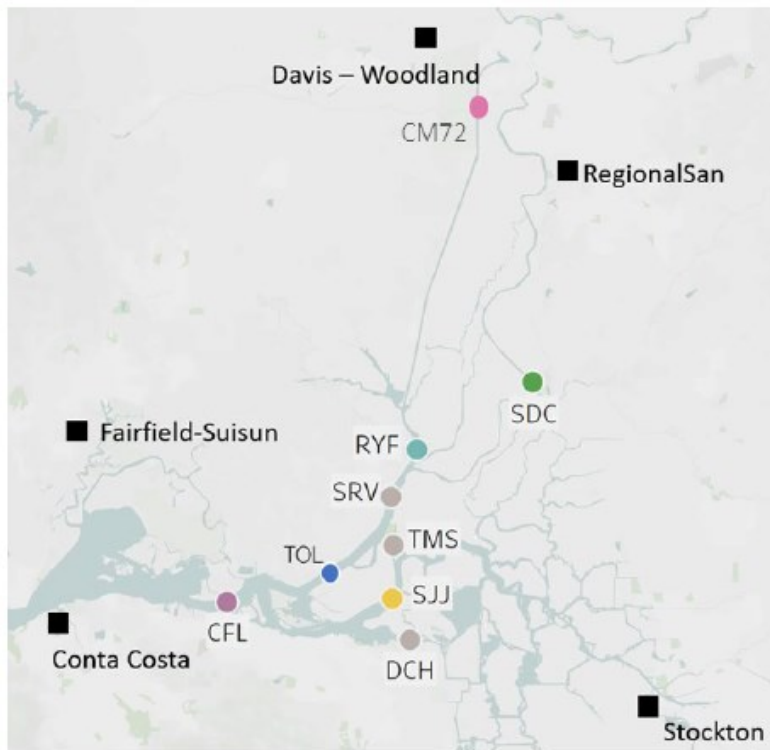 Davis – Woodland
CM72
RegionalSan
SDC
Fairfield-Suisun
RYF
SRV
TMS
TOL
SJJ
CFL
Conta Costa
DCH
Stockton